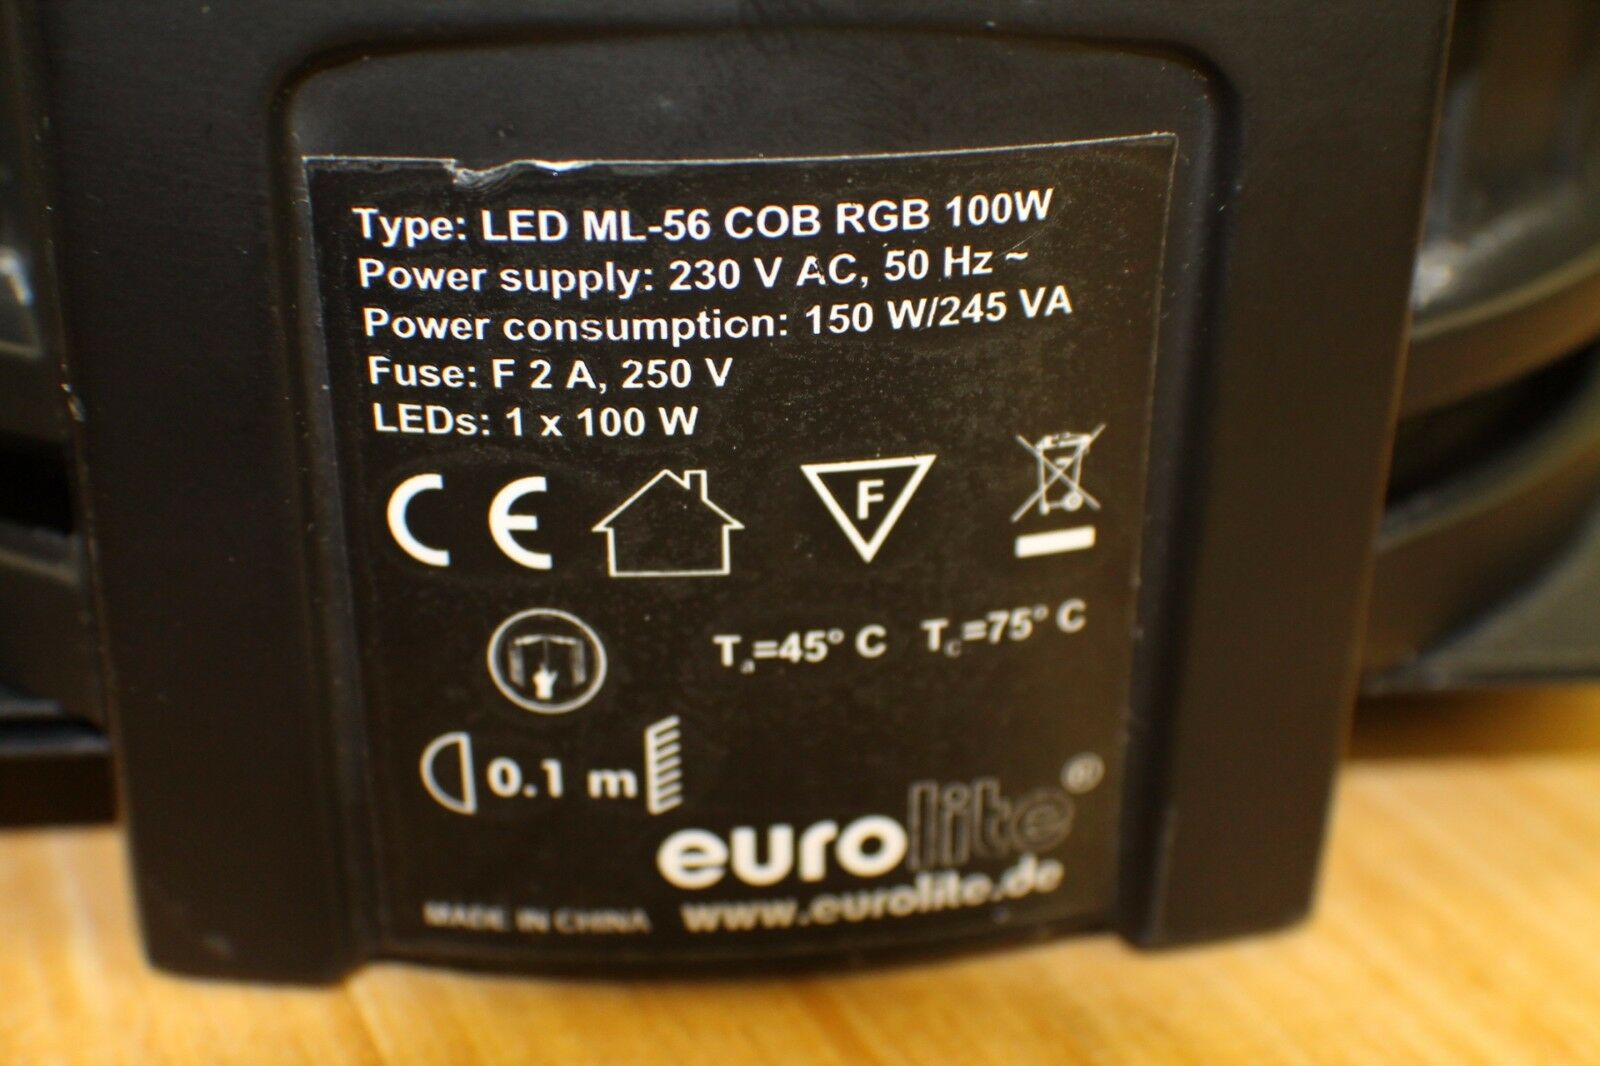 Type: LED ML-56 COB RGB 100W
Power supply: 230 V AC, 50 Hz ~
Power consumption: 150 W/245 VA
Fuse: F 2 A, 250 V
LEDs: 1 x 100 W
CE F
Ta=45° C Tc=75° C
0.1 m
eurolite®
MADE IN CHINA www.eurolite.de